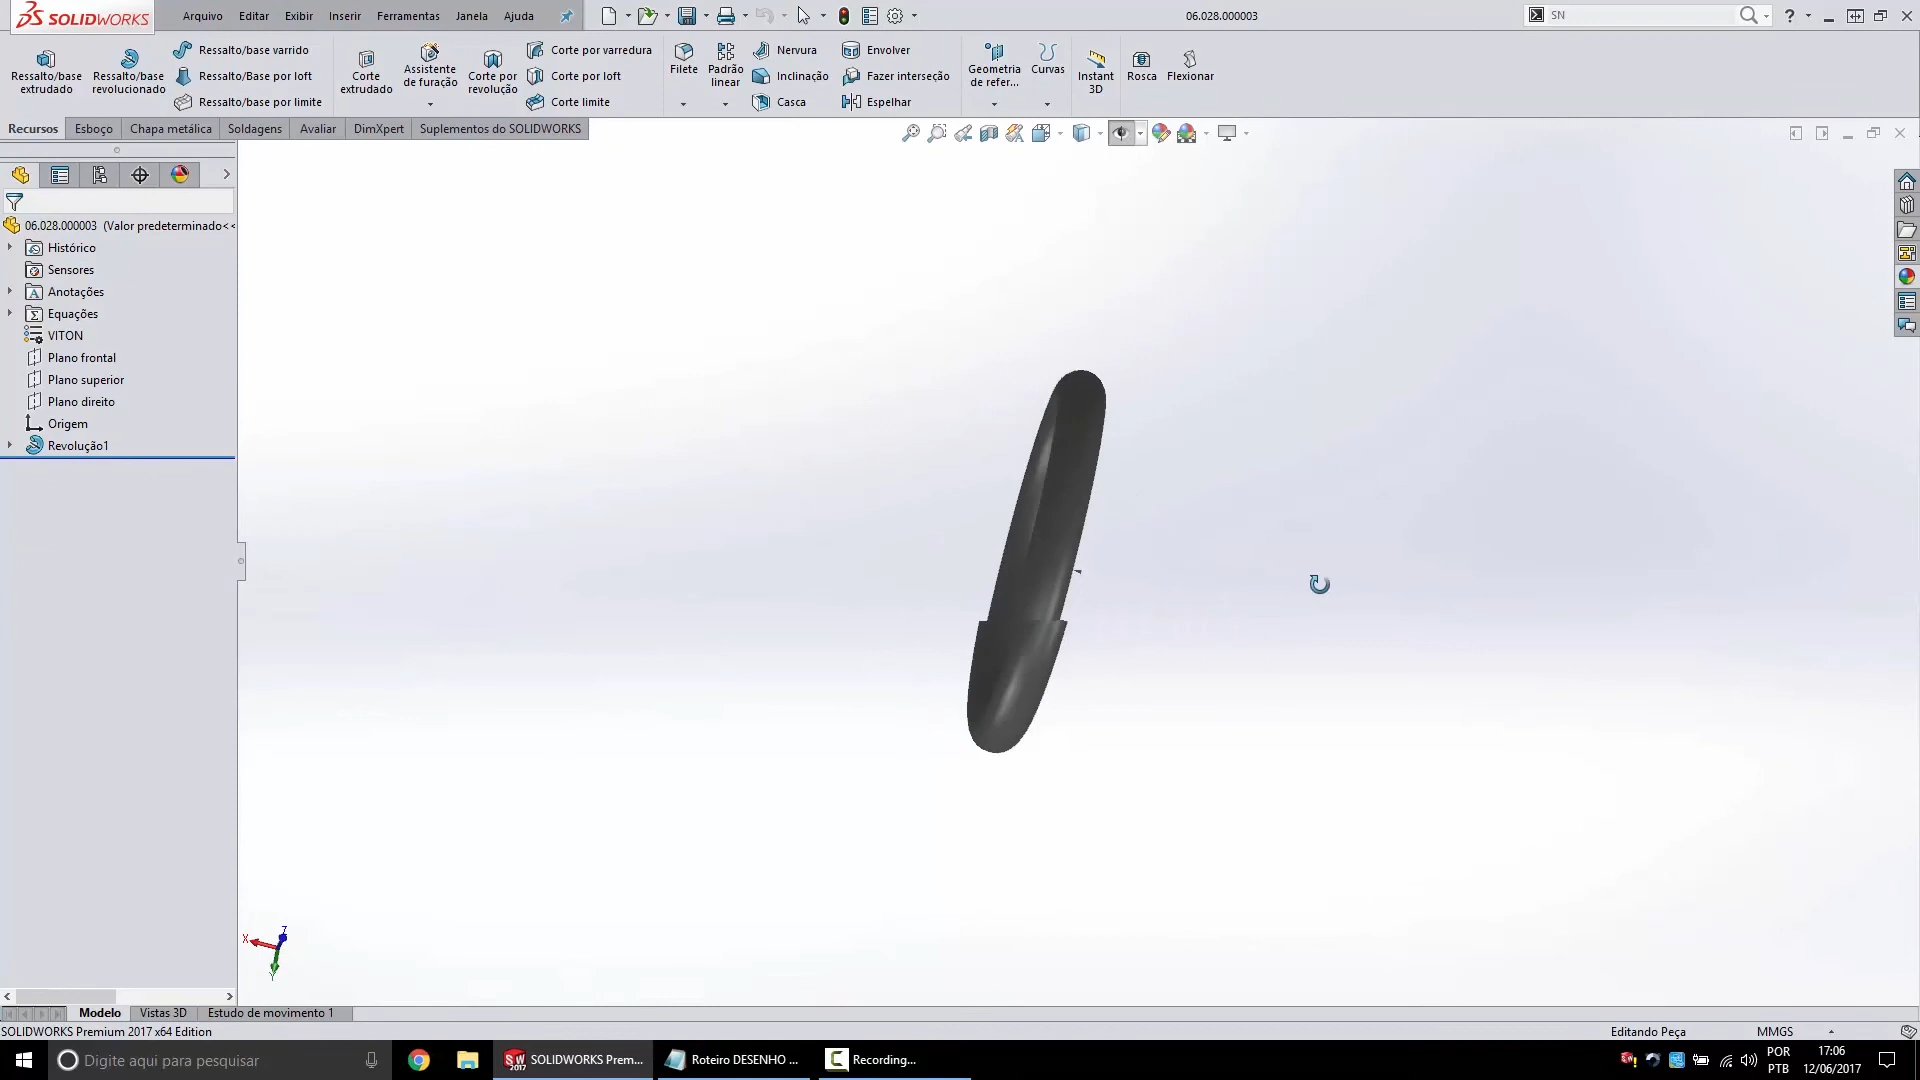 SOLIDWORKS
Arquivo Editar Exibir Inserir Ferramentas Janela Ajuda
06.028.000003
SN
Ressalto/base extrudado
Ressalto/base revolucionado
Ressalto/base varrido
Ressalto/Base por loft
Ressalto/base por limite
Corte extrudado
Assistente de furação
Corte por revolução
Corte por varredura
Corte por loft
Corte limite
Filete
Padrão linear
Nervura
Inclinação
Casca
Envolver
Fazer interseção
Espelhar
Geometria de refer...
Curvas
Instant 3D
Rosca
Flexionar
Recursos Esboço Chapa metálica Soldagens Avaliar DimXpert Suplementos do SOLIDWORKS
06.028.000003 (Valor predeterminado<<
Histórico
Sensores
Anotações
Equações
VITON
Plano frontal
Plano superior
Plano direito
Origem
Revolução1
X
Z
Y
Modelo Vistas 3D Estudo de movimento 1
SOLIDWORKS Premium 2017 x64 Edition
Editando Peça
MMGS
Digite aqui para pesquisar
SOLIDWORKS Prem...
Roteiro DESENHO ...
Recording...
POR
PTB
17:06
12/06/2017